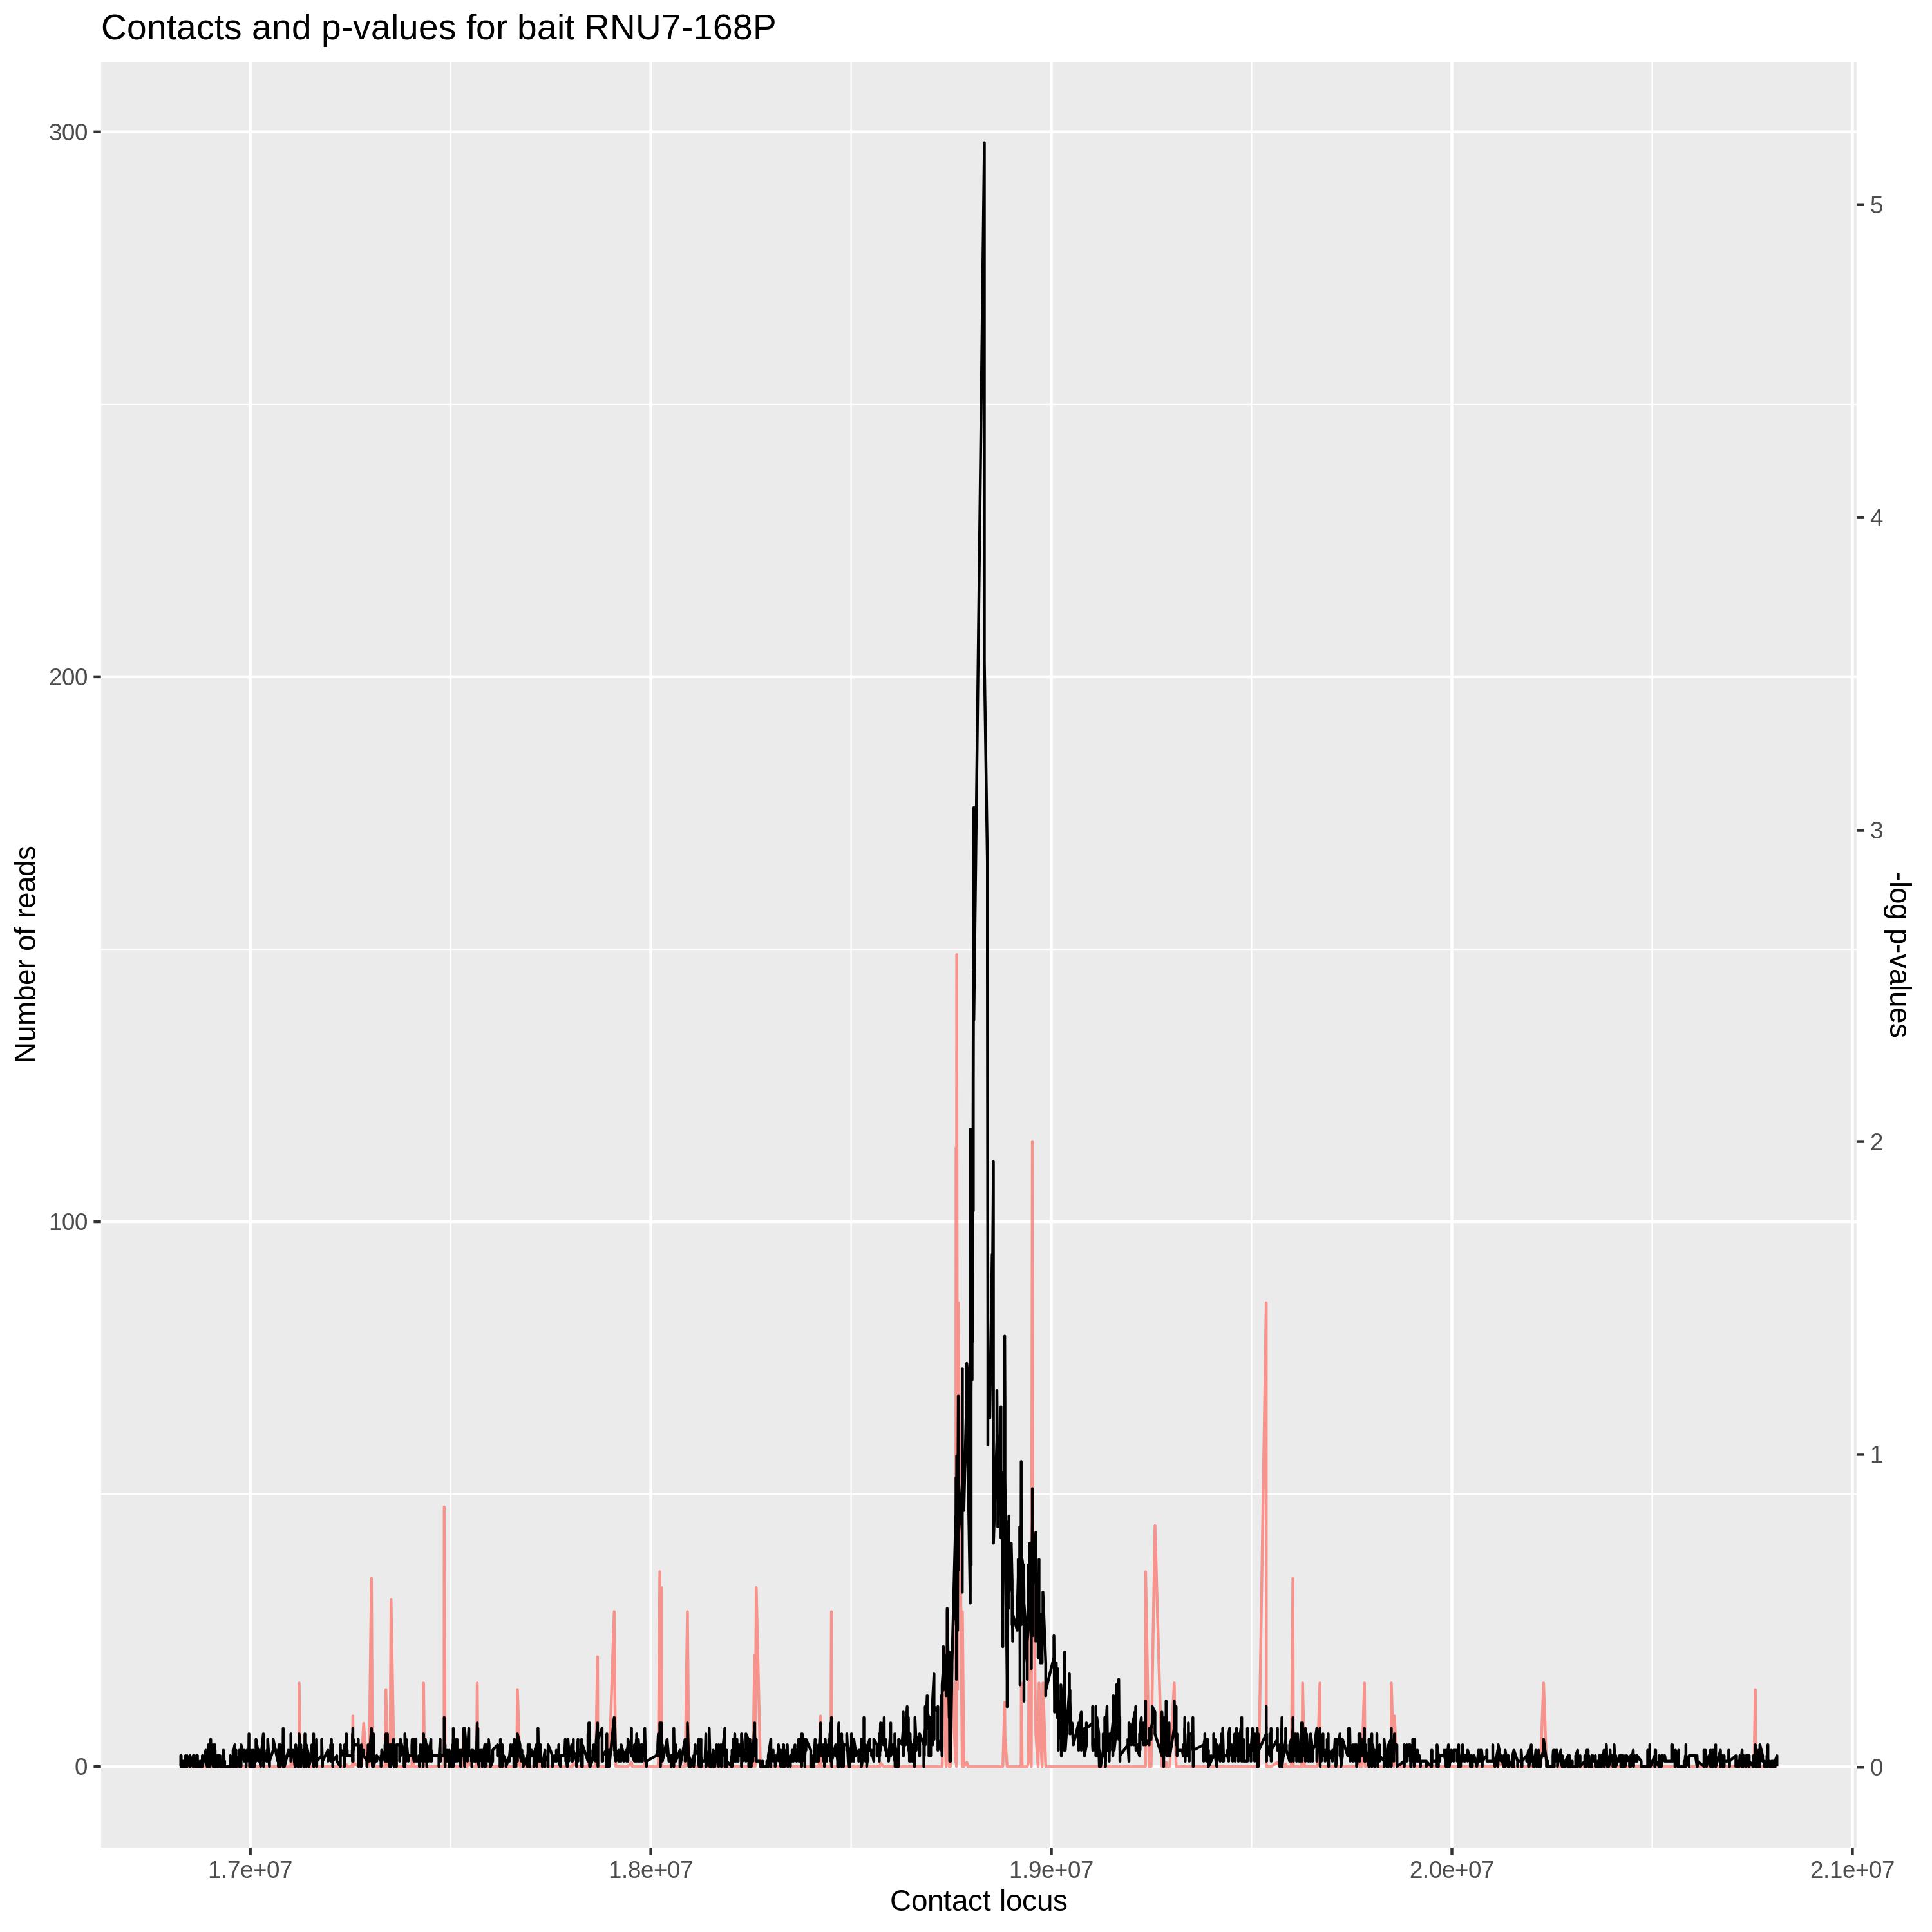 Contacts and p-values for bait RNU7-168P
300
200
100
0
Number of reads
5
4
3
2
1
0
-log p-values
1.7e+07
1.8e+07
1.9e+07
2.0e+07
2.1e+07
Contact locus